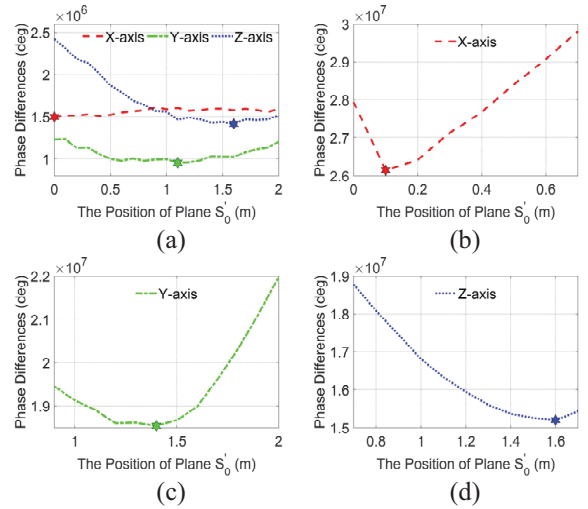 ×10^6
2.5
2
1.5
1
Phase Differences (deg)
X-axis Y-axis Z-axis
0 0.5 1 1.5 2
The Position of Plane S'_0 (m)
(a)
×10^7
3
2.9
2.8
2.7
2.6
Phase Differences (deg)
X-axis
0 0.2 0.4 0.6
The Position of Plane S'_0 (m)
(b)
×10^7
2.2
2.1
2
1.9
Phase Differences (deg)
Y-axis
1 1.5 2
The Position of Plane S'_0 (m)
(c)
×10^7
1.9
1.8
1.7
1.6
1.5
Phase Differences (deg)
Z-axis
0.8 1 1.2 1.4 1.6
The Position of Plane S'_0 (m)
(d)